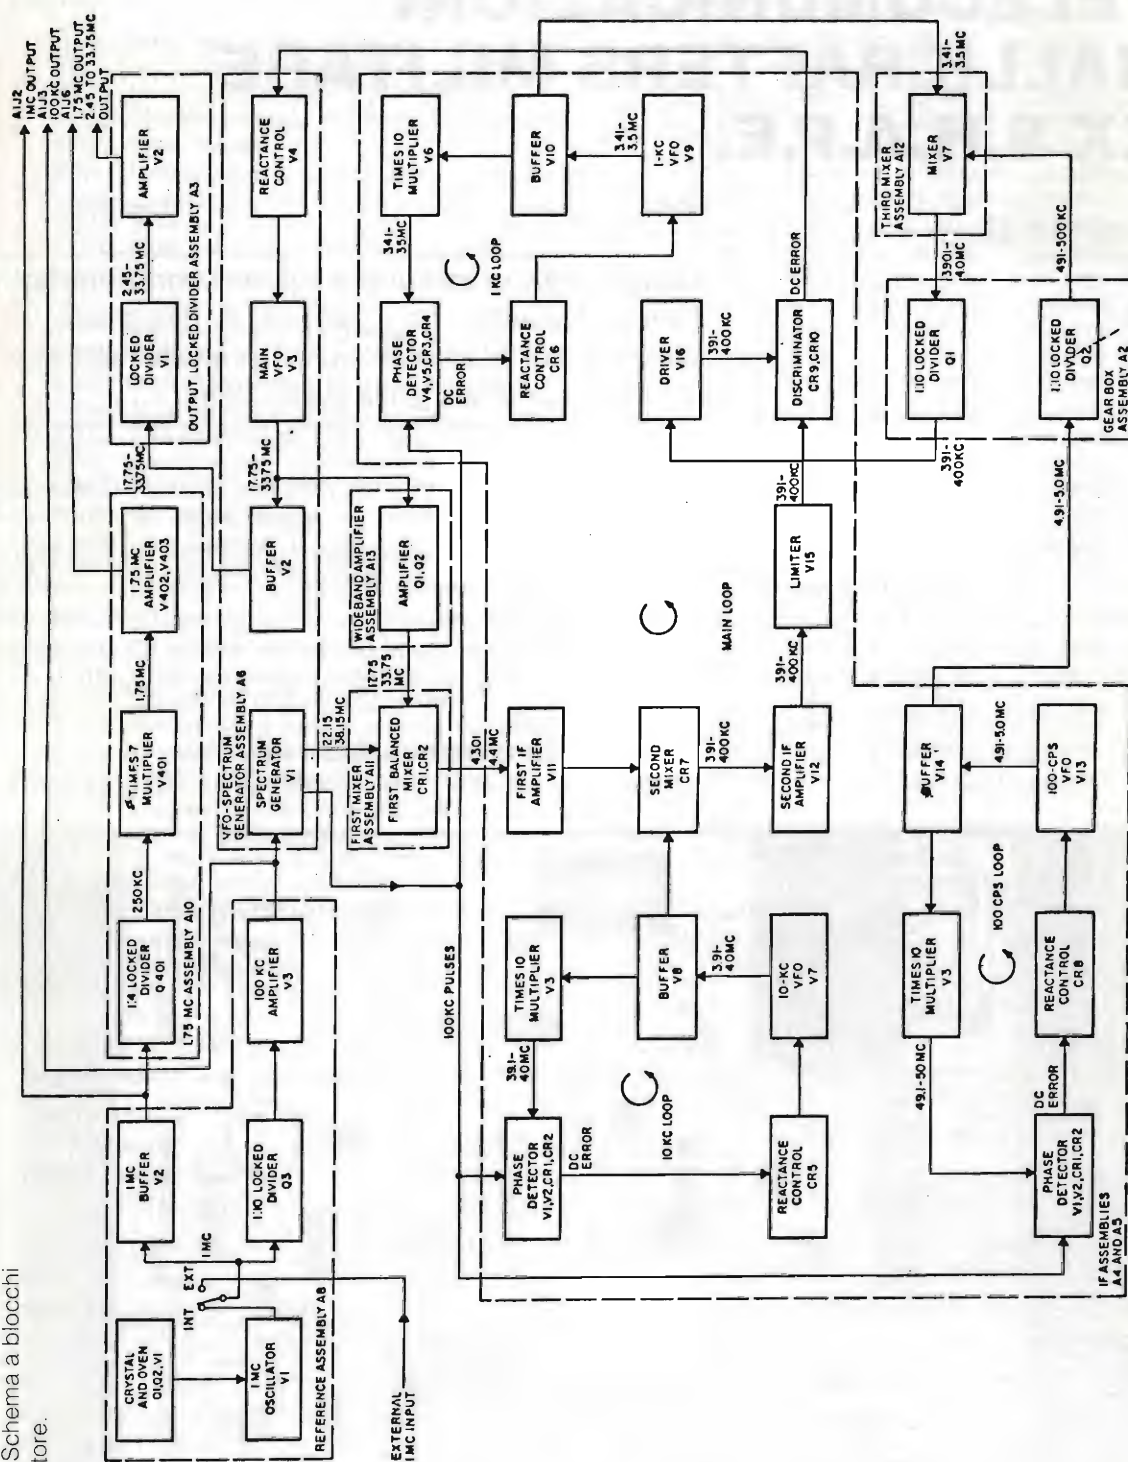 Schema a blocchi
tore.
CRYSTAL
AND OVEN
Q1,Q2,V1
1 MC
OSCILLATOR
V1
INT
EXT
1 MC
EXTERNAL
1 MC INPUT
REFERENCE ASSEMBLY A8
1 MC
BUFFER
V2
1:10 LOCKED
DIVIDER
Q3
100 KC
AMPLIFIER
V3
1:4 LOCKED
DIVIDER
Q401
250KC
TIMES 7
MULTIPLIER
V401
1.75MC
1.75 MC
AMPLIFIER
V402,V403
1.75 MC ASSEMBLY A10
A1J2
1MC OUTPUT
A1J3
100KC OUTPUT
A1J6
1.75 MC OUTPUT
2.45 TO 33.75MC
OUTPUT
17.75-
33.75MC
LOCKED
DIVIDER
V1
2.45-
33.75 MC
AMPLIFIER
V2
OUTPUT LOCKED DIVIDER ASSEMBLY A3
VFO-SPECTRUM
GENERATOR ASSEMBLY A6
SPECTRUM
GENERATOR
V1
BUFFER
V2
17.75-
33.75 MC
MAIN
VFO
V3
REACTANCE
CONTROL
V4
22.15
38.15MC
FIRST MIXER
ASSEMBLY A11
FIRST BALANCED
MIXER
CR1,CR2
17.75
33.75
MC
WIDEBAND AMPLIFIER
ASSEMBLY A13
AMPLIFIER
Q1,Q2
100KC PULSES
4.301
4.4MC
FIRST IF
AMPLIFIER
V11
SECOND
MIXER
CR7
391-
400KC
SECOND IF
AMPLIFIER
V12
391-
400KC
LIMITER
V15
391-
400KC
MAIN LOOP
PHASE
DETECTOR
V4,V5,CR3,CR4
34.1-
35MC
TIMES 10
MULTIPLIER
V6
1 KC LOOP
DC
ERROR
REACTANCE
CONTROL
CR6
BUFFER
V10
3.41-
3.5MC
1-KC
VFO
V9
DRIVER
V16
391-
400KC
DISCRIMINATOR
CR9,CR10
DC ERROR
3.41-
3.5MC
THIRD MIXER
ASSEMBLY A12
MIXER
V7
3.901-
4.0MC
491-500KC
1:10 LOCKED
DIVIDER
Q1
391-
400KC
1:10 LOCKED
DIVIDER
Q2
GEAR BOX
ASSEMBLY A2
4.91-5.0MC
PHASE
DETECTOR
V1,V2,CR1,CR2
39.1-
40MC
TIMES 10
MULTIPLIER
V3
DC
ERROR
10KC LOOP
BUFFER
V8
3.91-
4.0MC
REACTANCE
CONTROL
CR5
10-KC
VFO
V7
BUFFER
V14
4.91-5.0MC
100-CPS
VFO
V13
TIMES 10
MULTIPLIER
V3
100 CPS LOOP
REACTANCE
CONTROL
CR8
49.1-50MC
DC
ERROR
PHASE
DETECTOR
V1,V2,CR1,CR2
IF ASSEMBLIES
A4 AND A5